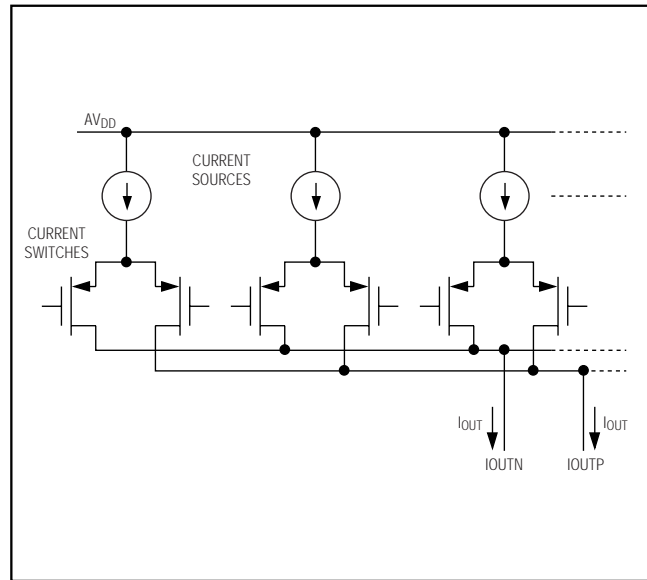 AVDD
CURRENT
SOURCES
CURRENT
SWITCHES
IOUT
IOUT
IOUTN
IOUTP